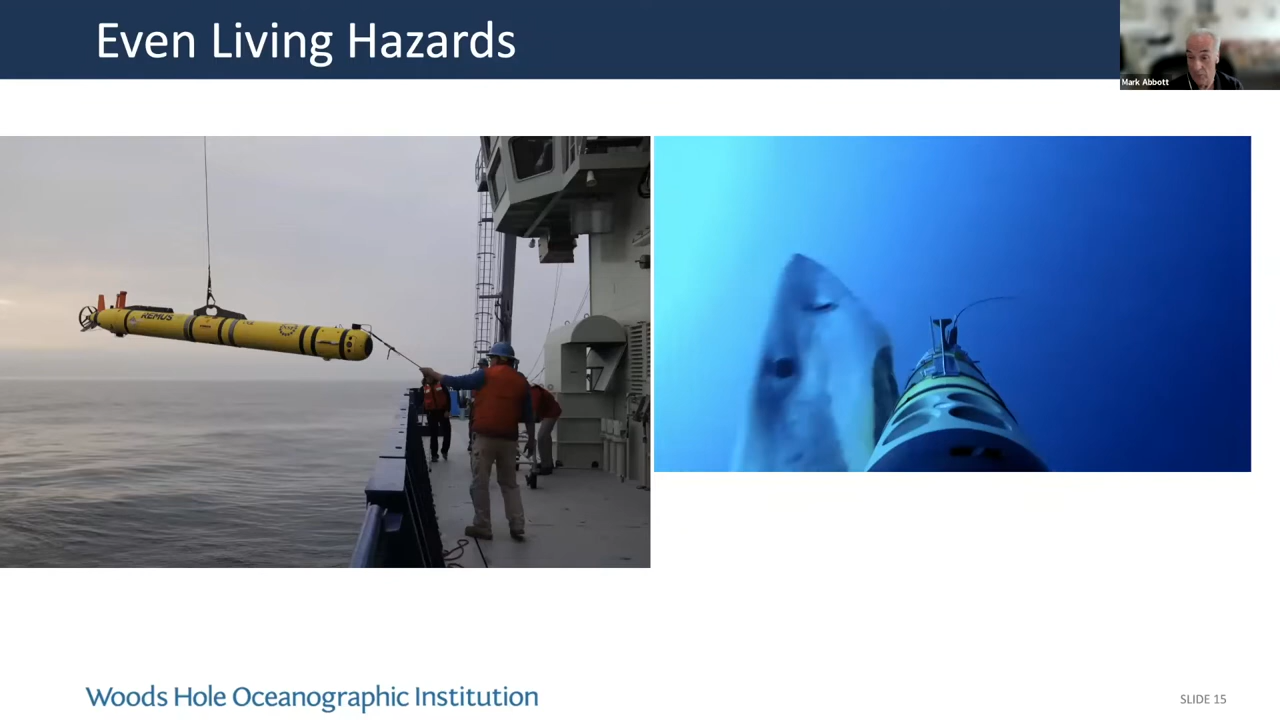 Even Living Hazards
Mark Abbott
REMUS
Woods Hole Oceanographic Institution
SLIDE 15